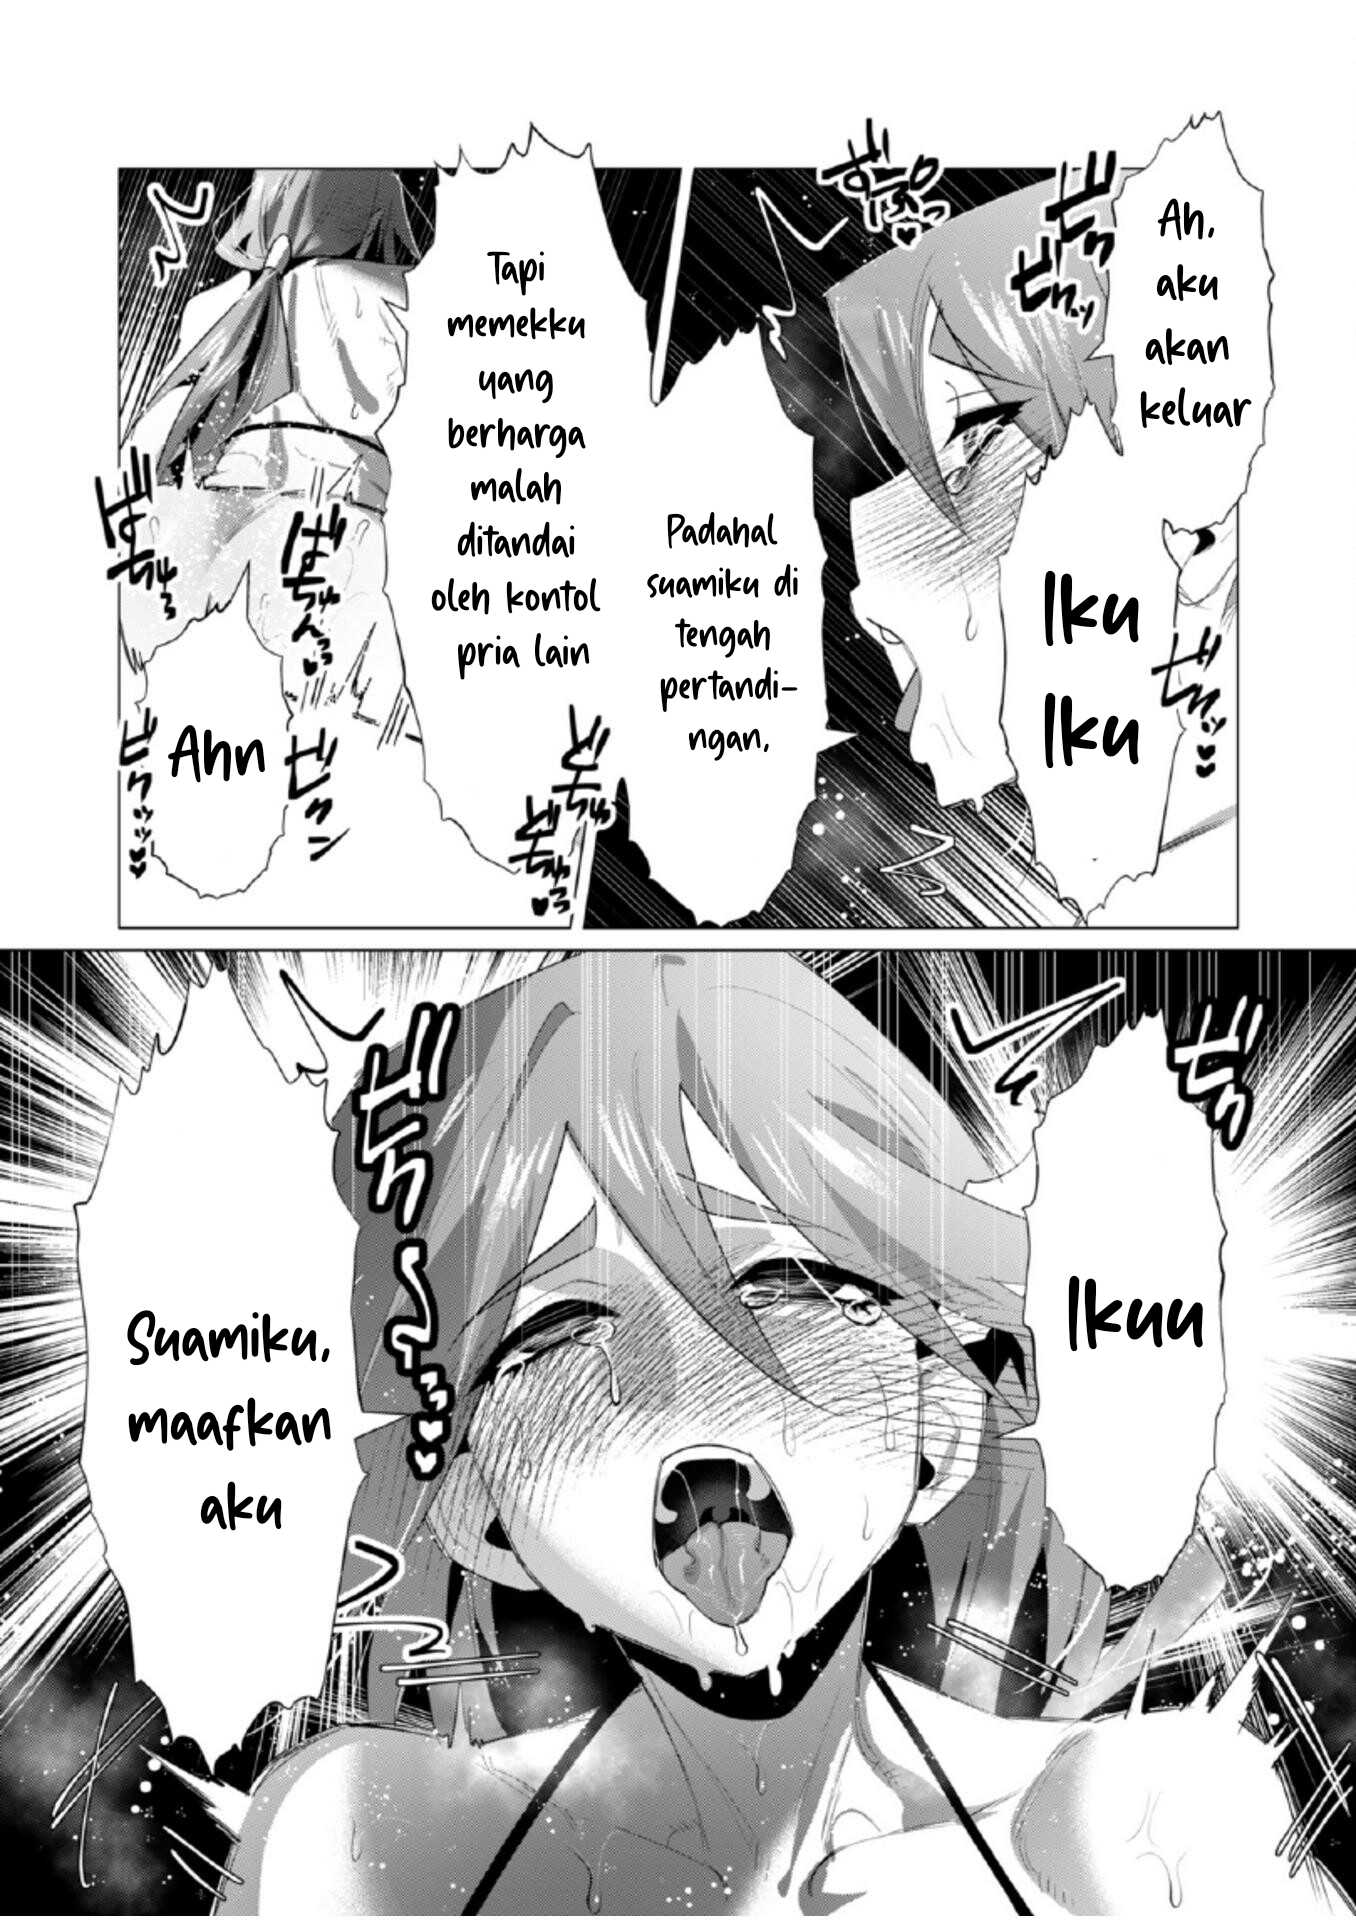 Ah,
aku
akan
keluar
Iku
Iku
Padahal
suamiku di
tengah
pertandi-
ngan,
Tapi
memekku
yang
berharga
malah
ditandai
oleh kontol
pria lain
Ahn
Ikuu
Suamiku,
maafkan
aku